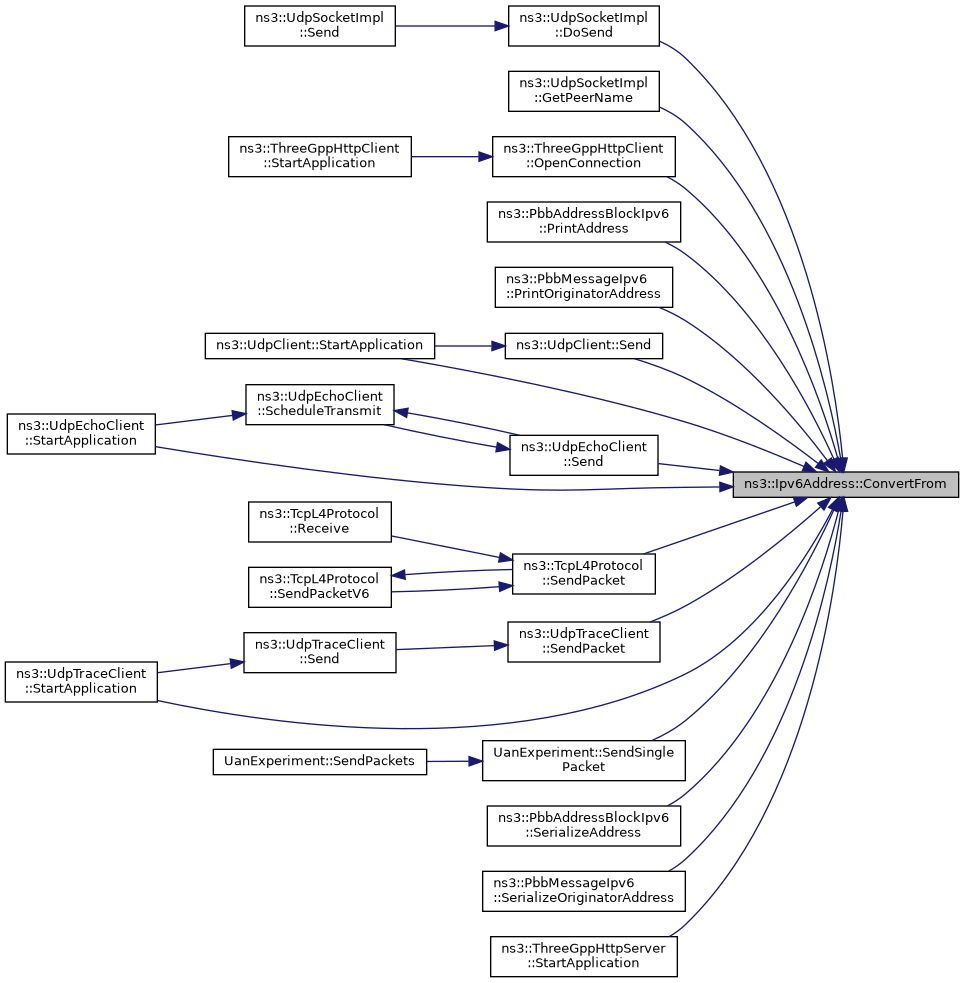 ns3::UdpSocketImpl
::Send
ns3::UdpSocketImpl
::DoSend
ns3::UdpSocketImpl
::GetPeerName
ns3::ThreeGppHttpClient
::StartApplication
ns3::ThreeGppHttpClient
::OpenConnection
ns3::PbbAddressBlockIpv6
::PrintAddress
ns3::PbbMessageIpv6
::PrintOriginatorAddress
ns3::UdpClient::StartApplication
ns3::UdpClient::Send
ns3::UdpEchoClient
::ScheduleTransmit
ns3::UdpEchoClient
::StartApplication
ns3::UdpEchoClient
::Send
ns3::Ipv6Address::ConvertFrom
ns3::TcpL4Protocol
::Receive
ns3::TcpL4Protocol
::SendPacket
ns3::TcpL4Protocol
::SendPacketV6
ns3::UdpTraceClient
::SendPacket
ns3::UdpTraceClient
::Send
ns3::UdpTraceClient
::StartApplication
UanExperiment::SendPackets
UanExperiment::SendSingle
Packet
ns3::PbbAddressBlockIpv6
::SerializeAddress
ns3::PbbMessageIpv6
::SerializeOriginatorAddress
ns3::ThreeGppHttpServer
::StartApplication